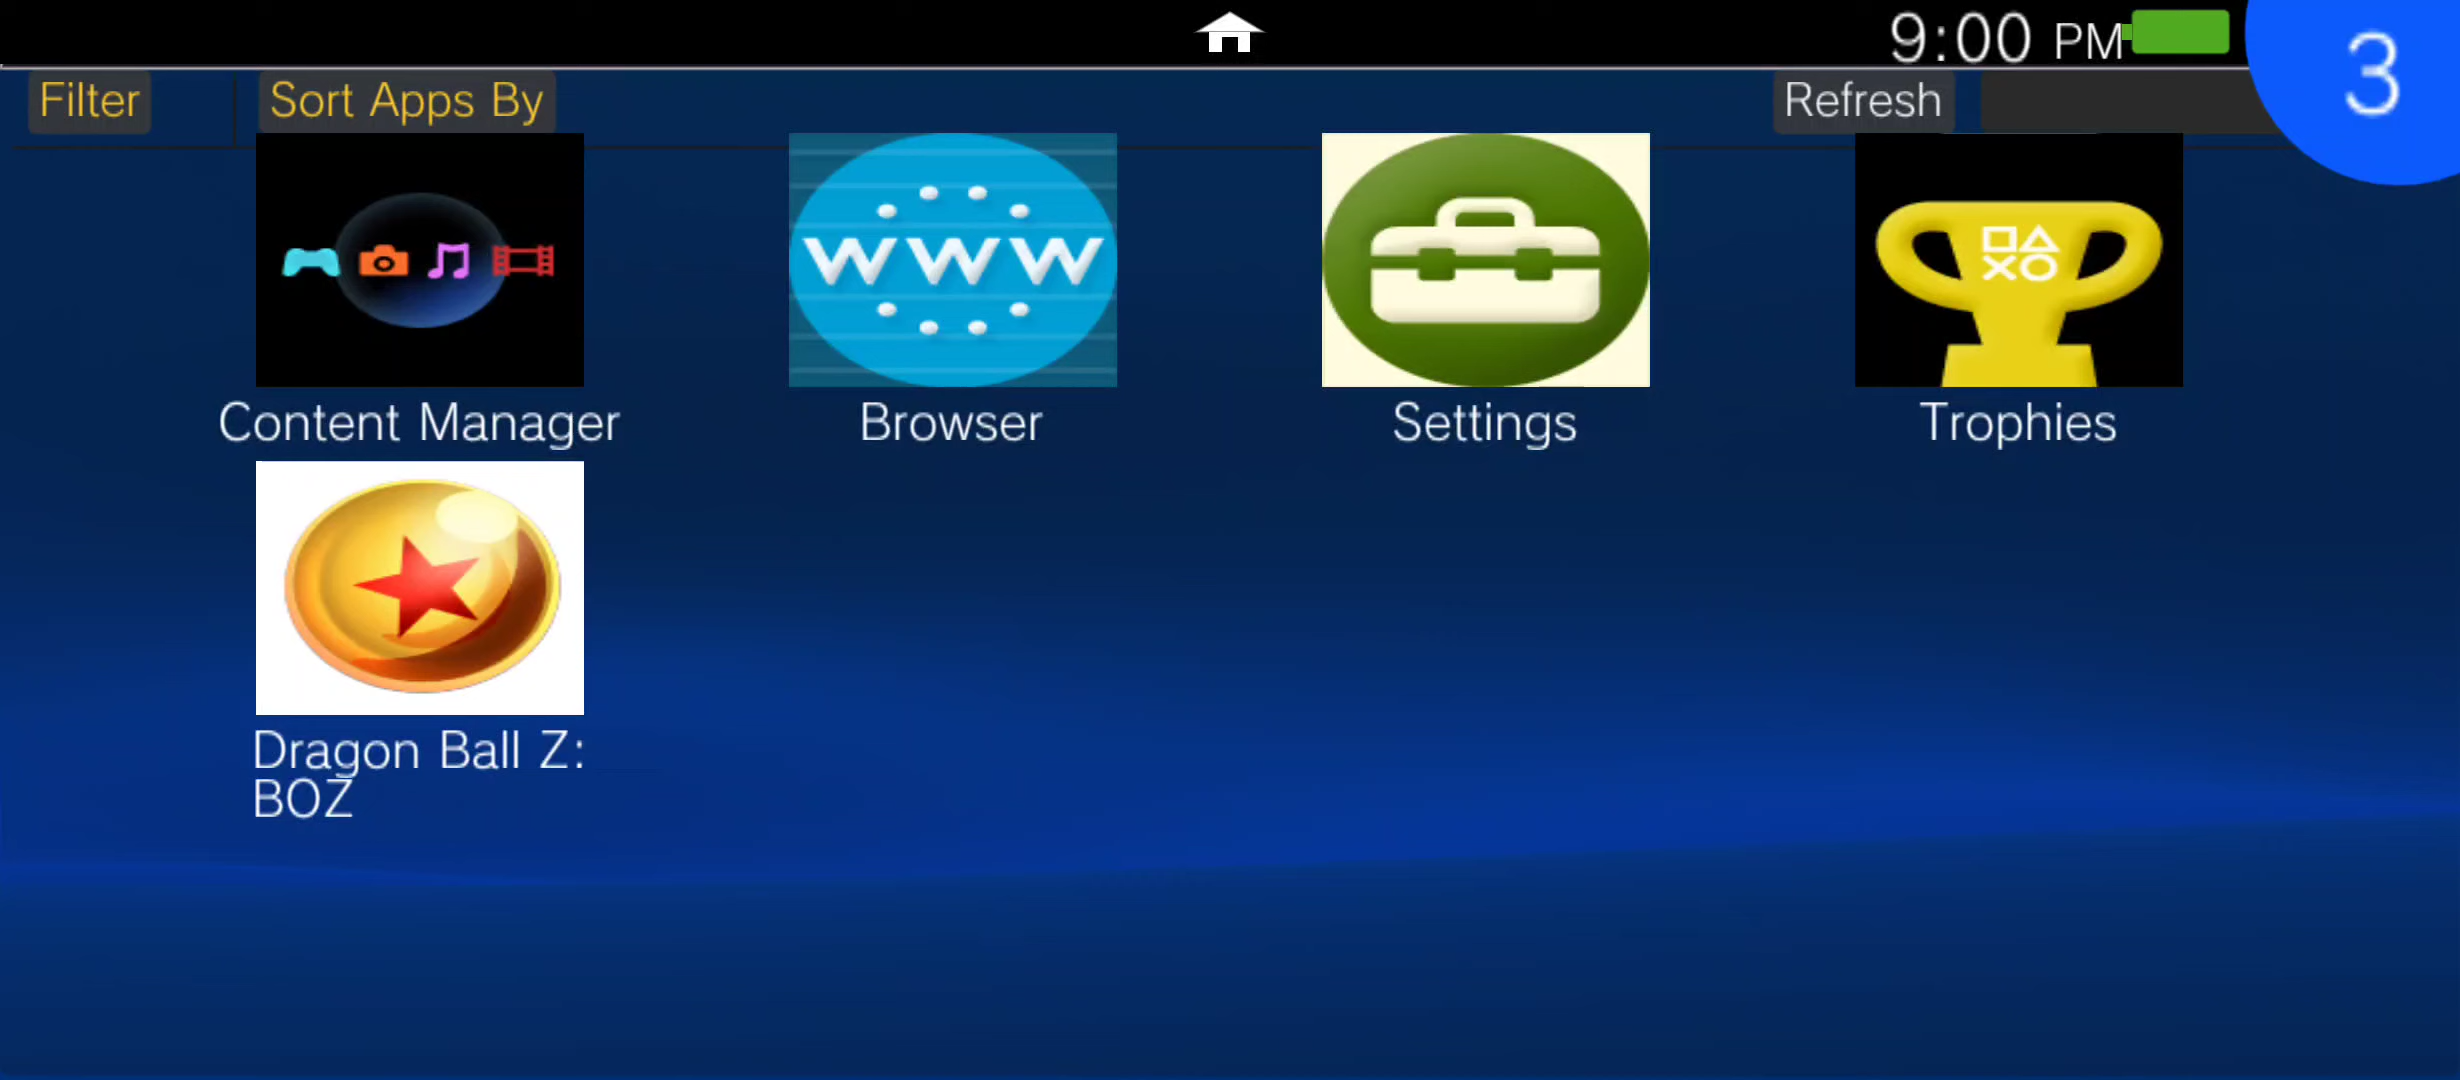 9:00 PM
3
Filter
Sort Apps By
Refresh
www
Content Manager
Browser
Settings
Trophies
Dragon Ball Z:
BOZ